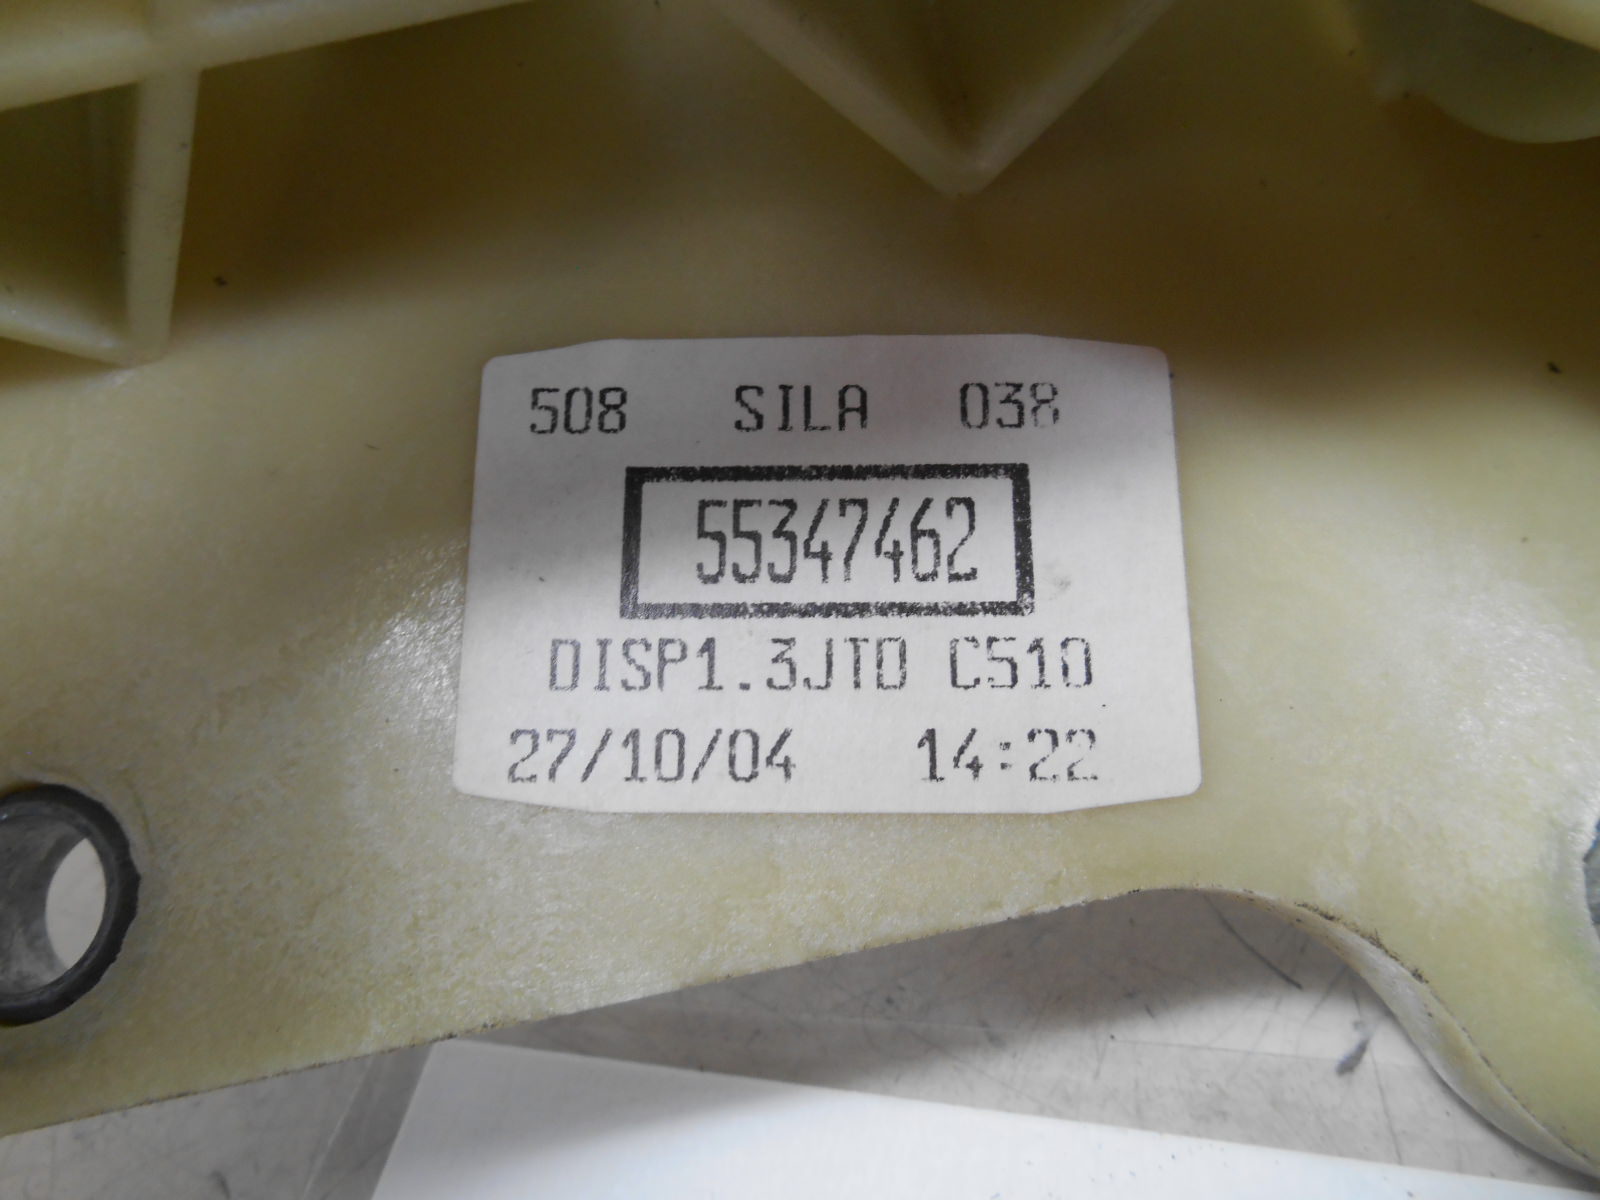 508 SILA 038
55347462
DISP1.3JTD C510
27/10/04 14:22